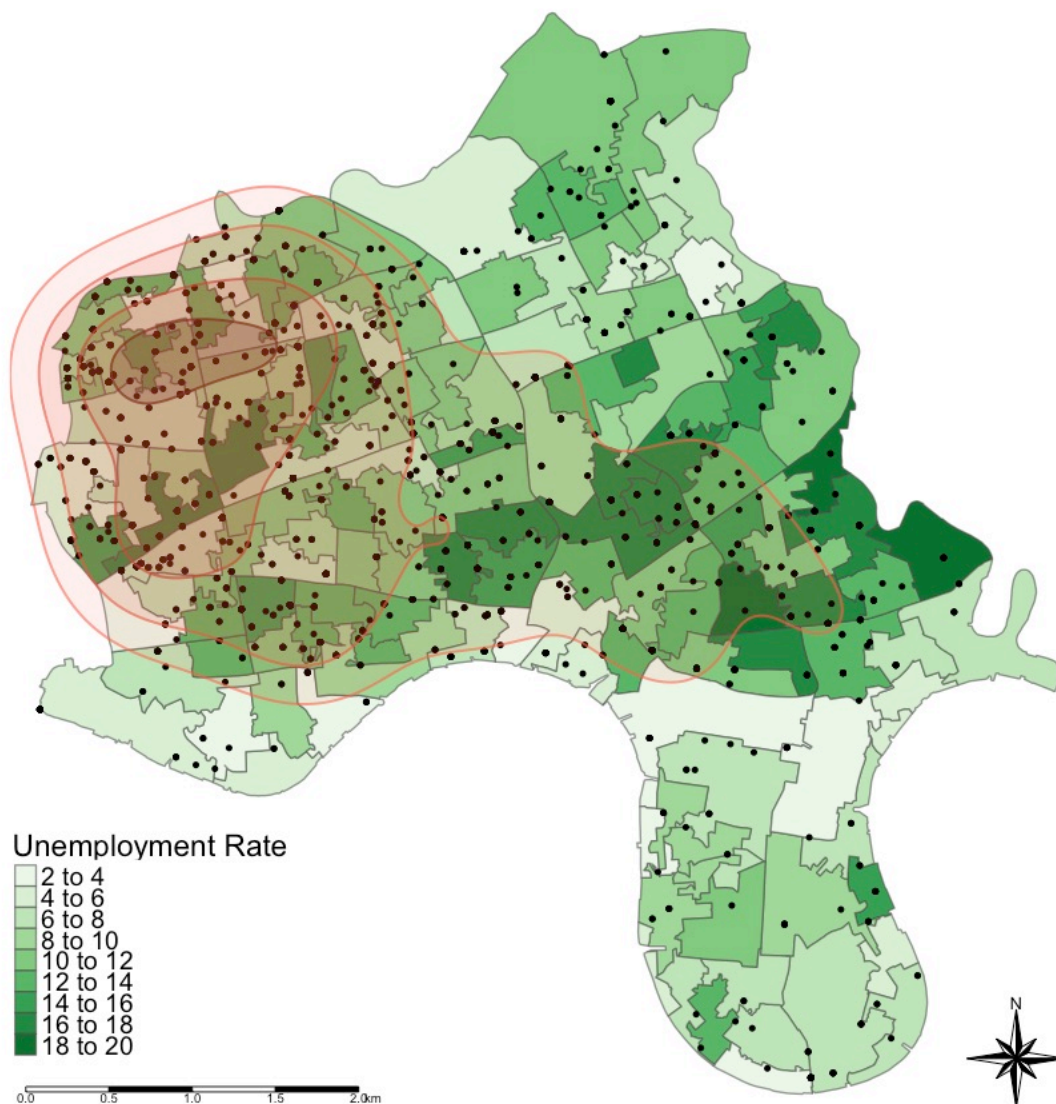 Unemployment Rate
2 to 4
4 to 6
6 to 8
8 to 10
10 to 12
12 to 14
14 to 16
16 to 18
18 to 20
N
0.0 0.5 1.0 1.5 2.0km